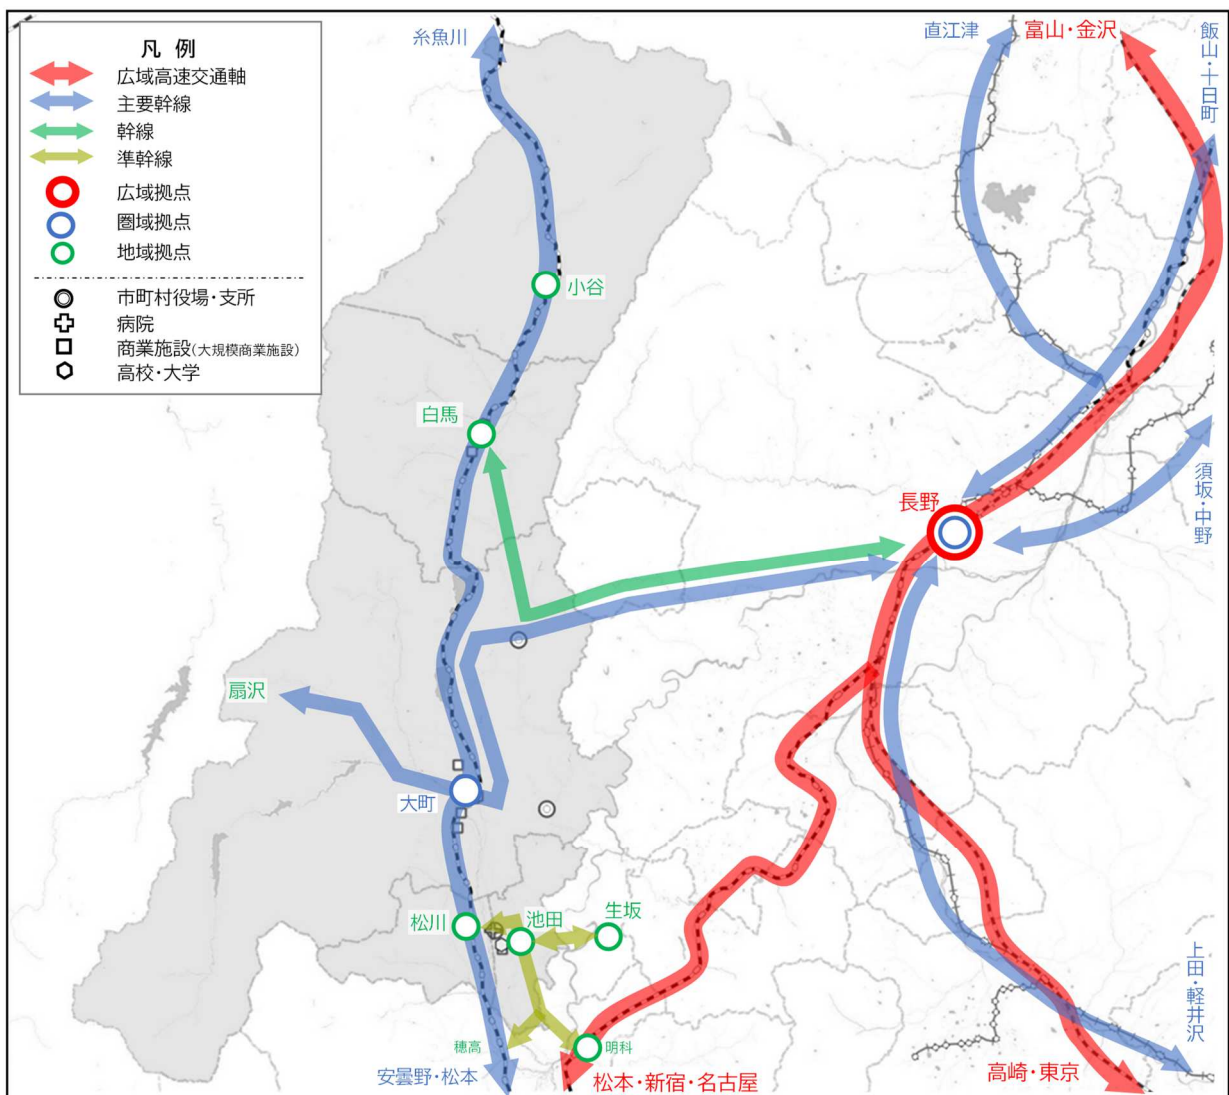 凡 例
広域高速交通軸
主要幹線
幹線
準幹線
広域拠点
圏域拠点
地域拠点
市町村役場・支所
病院
商業施設(大規模商業施設)
高校・大学
糸魚川
直江津
富山・金沢
飯山・十日町
小谷
白馬
長野
須坂・中野
扇沢
大町
松川
池田
生坂
穂高
明科
安曇野・松本
松本・新宿・名古屋
上田・軽井沢
高崎・東京